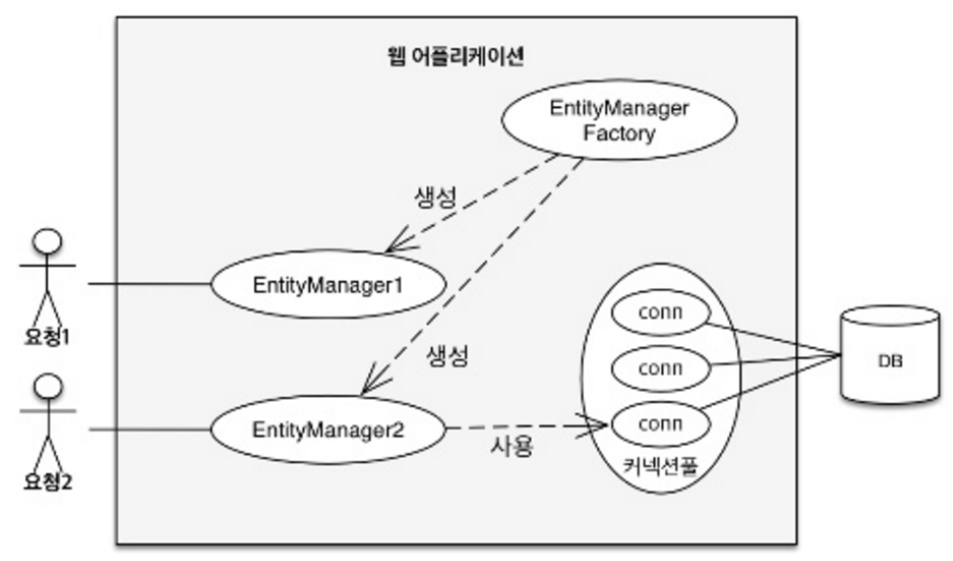 웹 어플리케이션
EntityManager
Factory
생성
EntityManager1
요청1
생성
EntityManager2
요청2
사용
conn
conn
conn
커넥션풀
DB